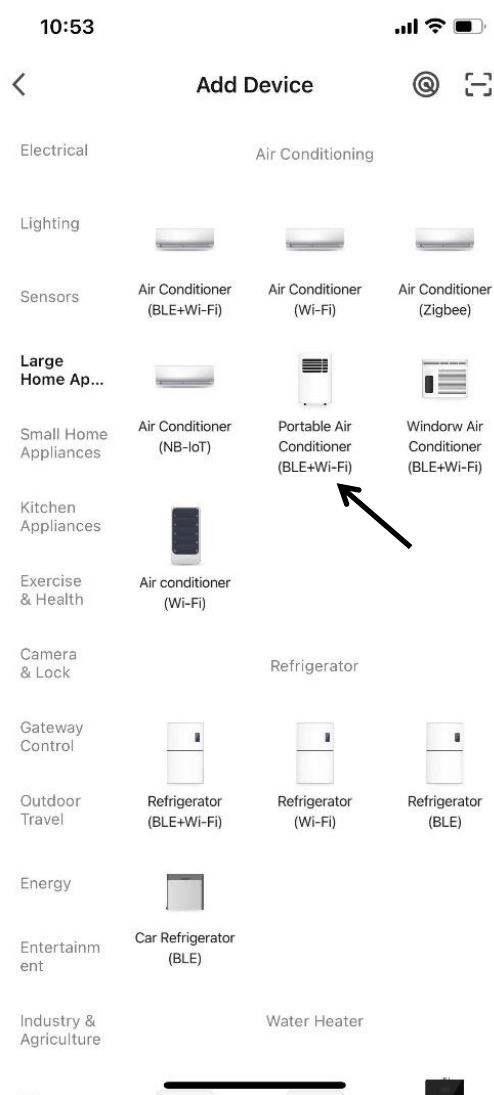 10:53
Add Device
Electrical
Lighting
Sensors
Large
Home Ap...
Small Home
Appliances
Kitchen
Appliances
Exercise
& Health
Camera
& Lock
Gateway
Control
Outdoor
Travel
Energy
Entertainm
ent
Industry &
Agriculture
Air Conditioning
Air Conditioner
(BLE+Wi-Fi)
Air Conditioner
(Wi-Fi)
Air Conditioner
(Zigbee)
Air Conditioner
(NB-IoT)
Portable Air
Conditioner
(BLE+Wi-Fi)
Windorw Air
Conditioner
(BLE+Wi-Fi)
Air conditioner
(Wi-Fi)
Refrigerator
Refrigerator
(BLE+Wi-Fi)
Refrigerator
(Wi-Fi)
Refrigerator
(BLE)
Car Refrigerator
(BLE)
Water Heater